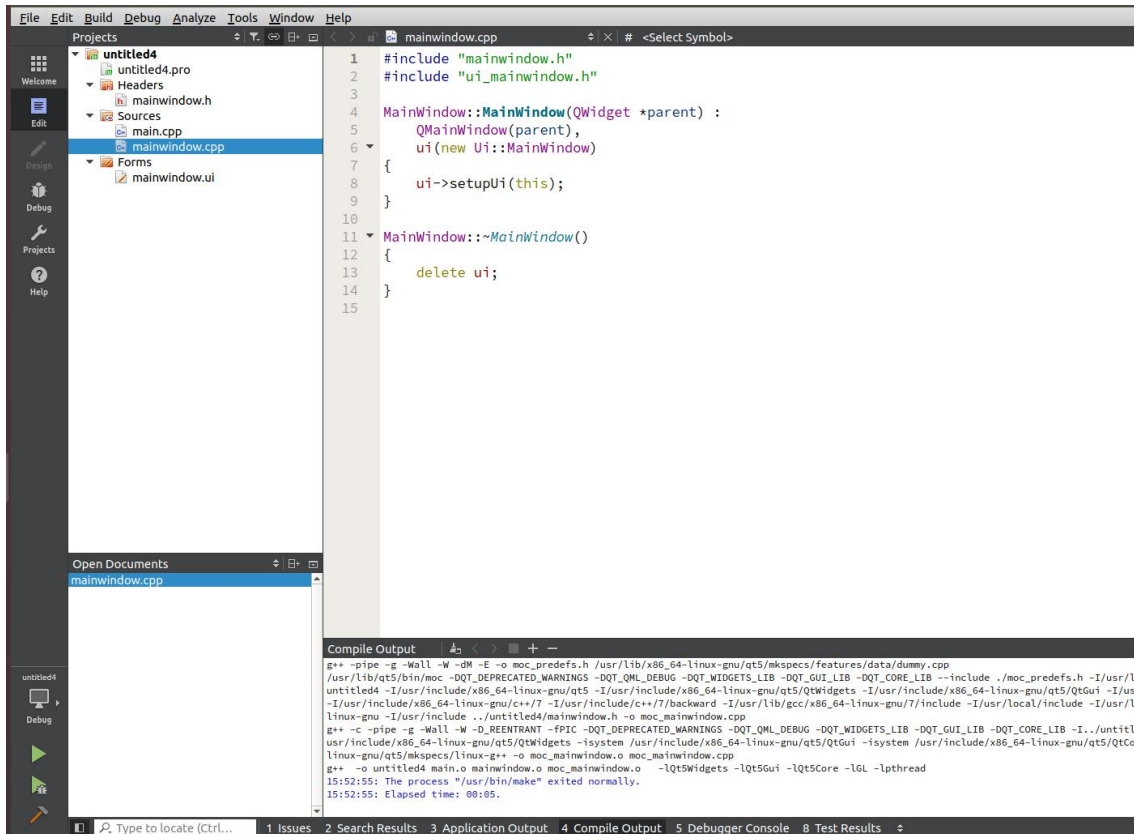 File Edit Build Debug Analyze Tools Window Help
Projects
mainwindow.cpp
# <Select Symbol>
Welcome
Edit
Design
Debug
Projects
Help
untitled4
untitled4.pro
Headers
mainwindow.h
Sources
main.cpp
mainwindow.cpp
Forms
mainwindow.ui
1 #include "mainwindow.h"
2 #include "ui_mainwindow.h"
3
4 MainWindow::MainWindow(QWidget *parent) :
5     QMainWindow(parent),
6     ui(new Ui::MainWindow)
7 {
8     ui->setupUi(this);
9 }
10
11 MainWindow::~MainWindow()
12 {
13     delete ui;
14 }
15
Open Documents
mainwindow.cpp
untitled4
Debug
Compile Output
g++ -pipe -g -Wall -W -dM -E -o moc_predefs.h /usr/lib/x86_64-linux-gnu/qt5/mkspecs/features/data/dummy.cpp
/usr/lib/qt5/bin/moc -DQT_DEPRECATED_WARNINGS -DQT_QML_DEBUG -DQT_WIDGETS_LIB -DQT_GUI_LIB -DQT_CORE_LIB --include ./moc_predefs.h -I/usr/l
untitled4 -I/usr/include/x86_64-linux-gnu/qt5 -I/usr/include/x86_64-linux-gnu/qt5/QtWidgets -I/usr/include/x86_64-linux-gnu/qt5/QtGui -I/us
-I/usr/include/x86_64-linux-gnu/c++/7 -I/usr/include/c++/7/backward -I/usr/lib/gcc/x86_64-linux-gnu/7/include -I/usr/local/include -I/usr/l
linux-gnu -I/usr/include ../untitled4/mainwindow.h -o moc_mainwindow.cpp
g++ -c -pipe -g -Wall -W -D_REENTRANT -fPIC -DQT_DEPRECATED_WARNINGS -DQT_QML_DEBUG -DQT_WIDGETS_LIB -DQT_GUI_LIB -DQT_CORE_LIB -I../untitl
usr/include/x86_64-linux-gnu/qt5/QtWidgets -isystem /usr/include/x86_64-linux-gnu/qt5/QtGui -isystem /usr/include/x86_64-linux-gnu/qt5/QtCo
linux-gnu/qt5/mkspecs/linux-g++ -o moc_mainwindow.o moc_mainwindow.cpp
g++  -o untitled4 main.o mainwindow.o moc_mainwindow.o   -lQt5Widgets -lQt5Gui -lQt5Core -lGL -lpthread
15:52:55: The process "/usr/bin/make" exited normally.
15:52:55: Elapsed time: 00:05.
Type to locate (Ctrl... 1 Issues 2 Search Results 3 Application Output 4 Compile Output 5 Debugger Console 8 Test Results